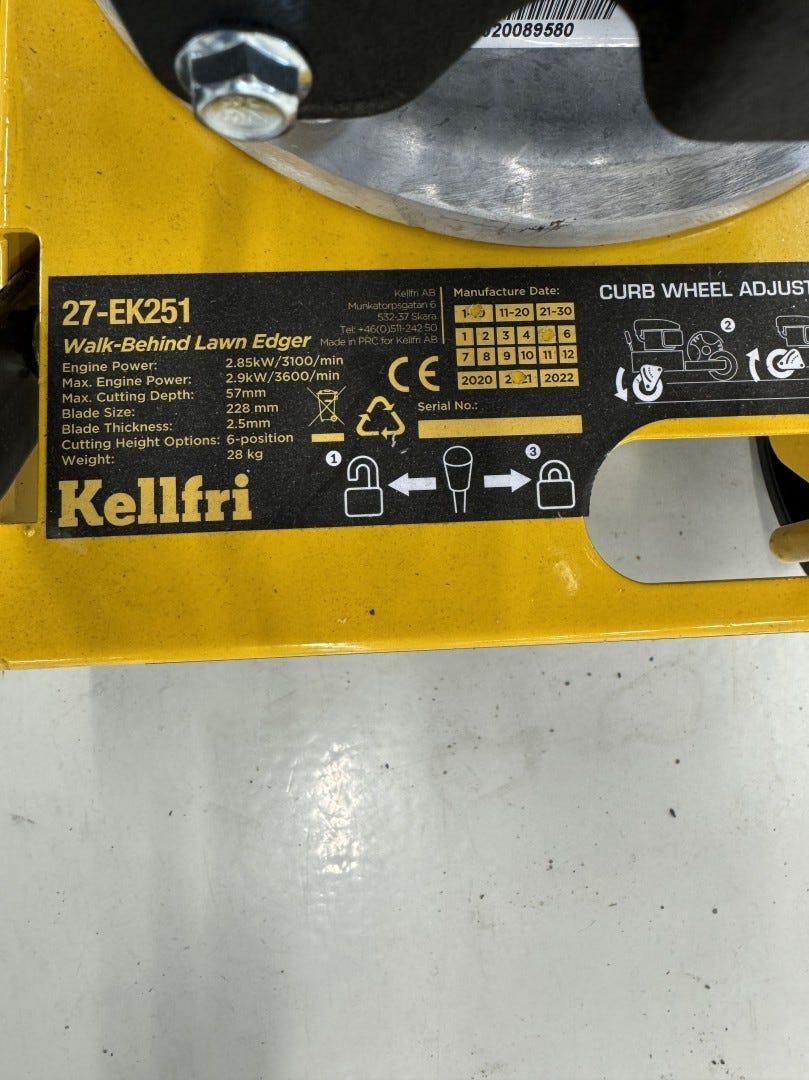 20089580
27-EK251
Walk-Behind Lawn Edger
Engine Power: 2.85kW/3100/min
Max. Engine Power: 2.9kW/3600/min
Max. Cutting Depth: 57mm
Blade Size: 228 mm
Blade Thickness: 2.5mm
Cutting Height Options: 6-position
Weight: 28 kg
Kellfri
Kellfri AB
Munkatorpsgatan 6
532-37 Skara
Tel: +46(0)511-242 50
Made in PRC for Kellfri AB
CE
Manufacture Date:
11-20 21-30
1 2 3 4 6
7 8 9 10 11 12
2020 2021 2022
Serial No.:
1 3
CURB WHEEL ADJUST
2